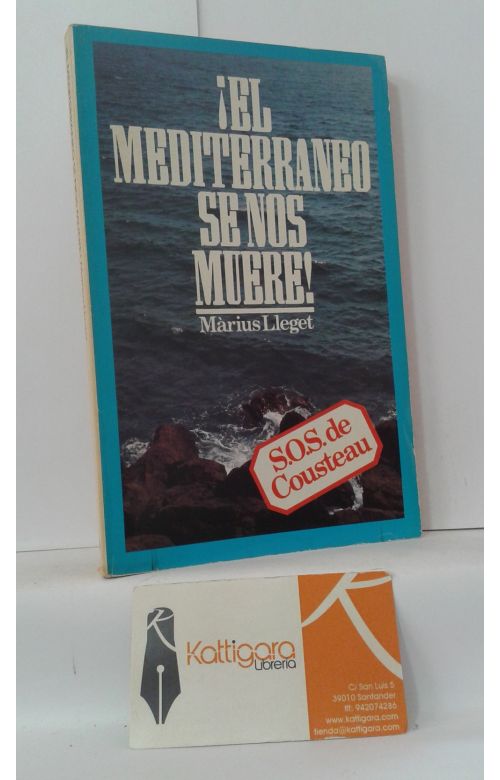 ¡EL
MEDITERRANEO
SE NOS
MUERE!
Màrius Lleget
S.O.S. de
Cousteau
K
Kattigara
Librería
K
C/ San Luis 5
39010 Santander
tlf: 942074286
www.kattigara.com
tienda@kattigara.com